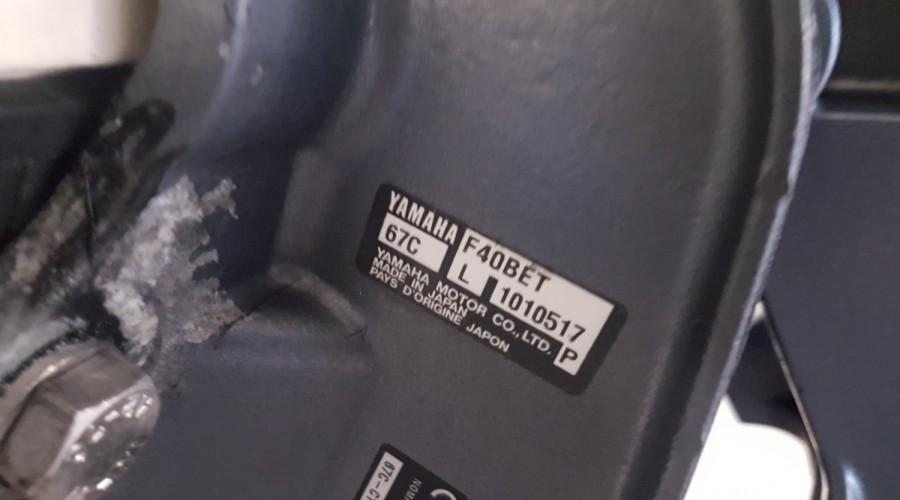 YAMAHA
67C F40BET
L 1010517
YAMAHA MOTOR CO.,LTD.
MADE IN JAPAN
PAYS D'ORIGINE JAPON P